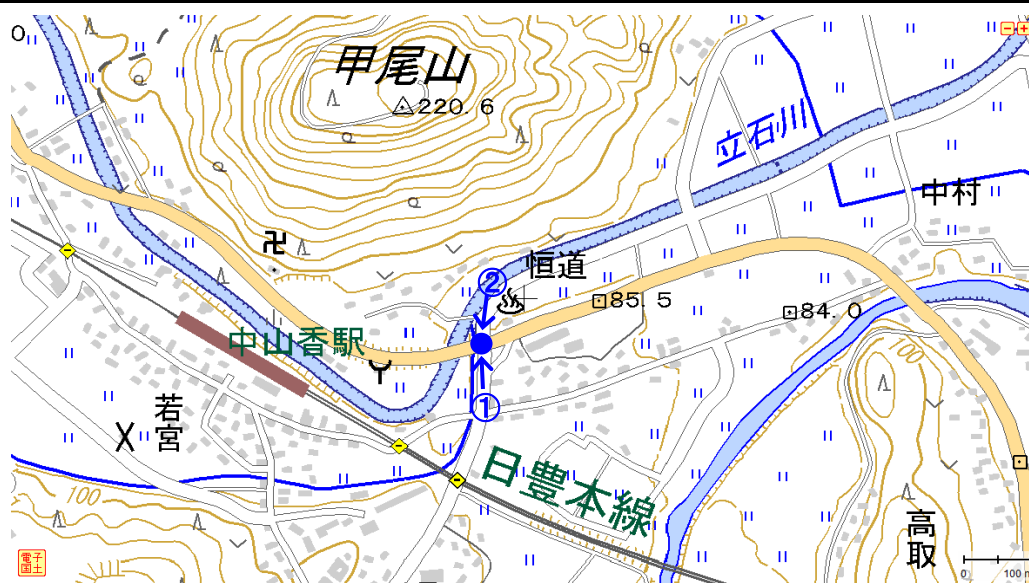 甲尾山
220.6
立石川
中村
恒道
②
85.5
84.0
中山香駅
①
100
若宮
日豊本線
100
高取
電子
国土
0 100 m